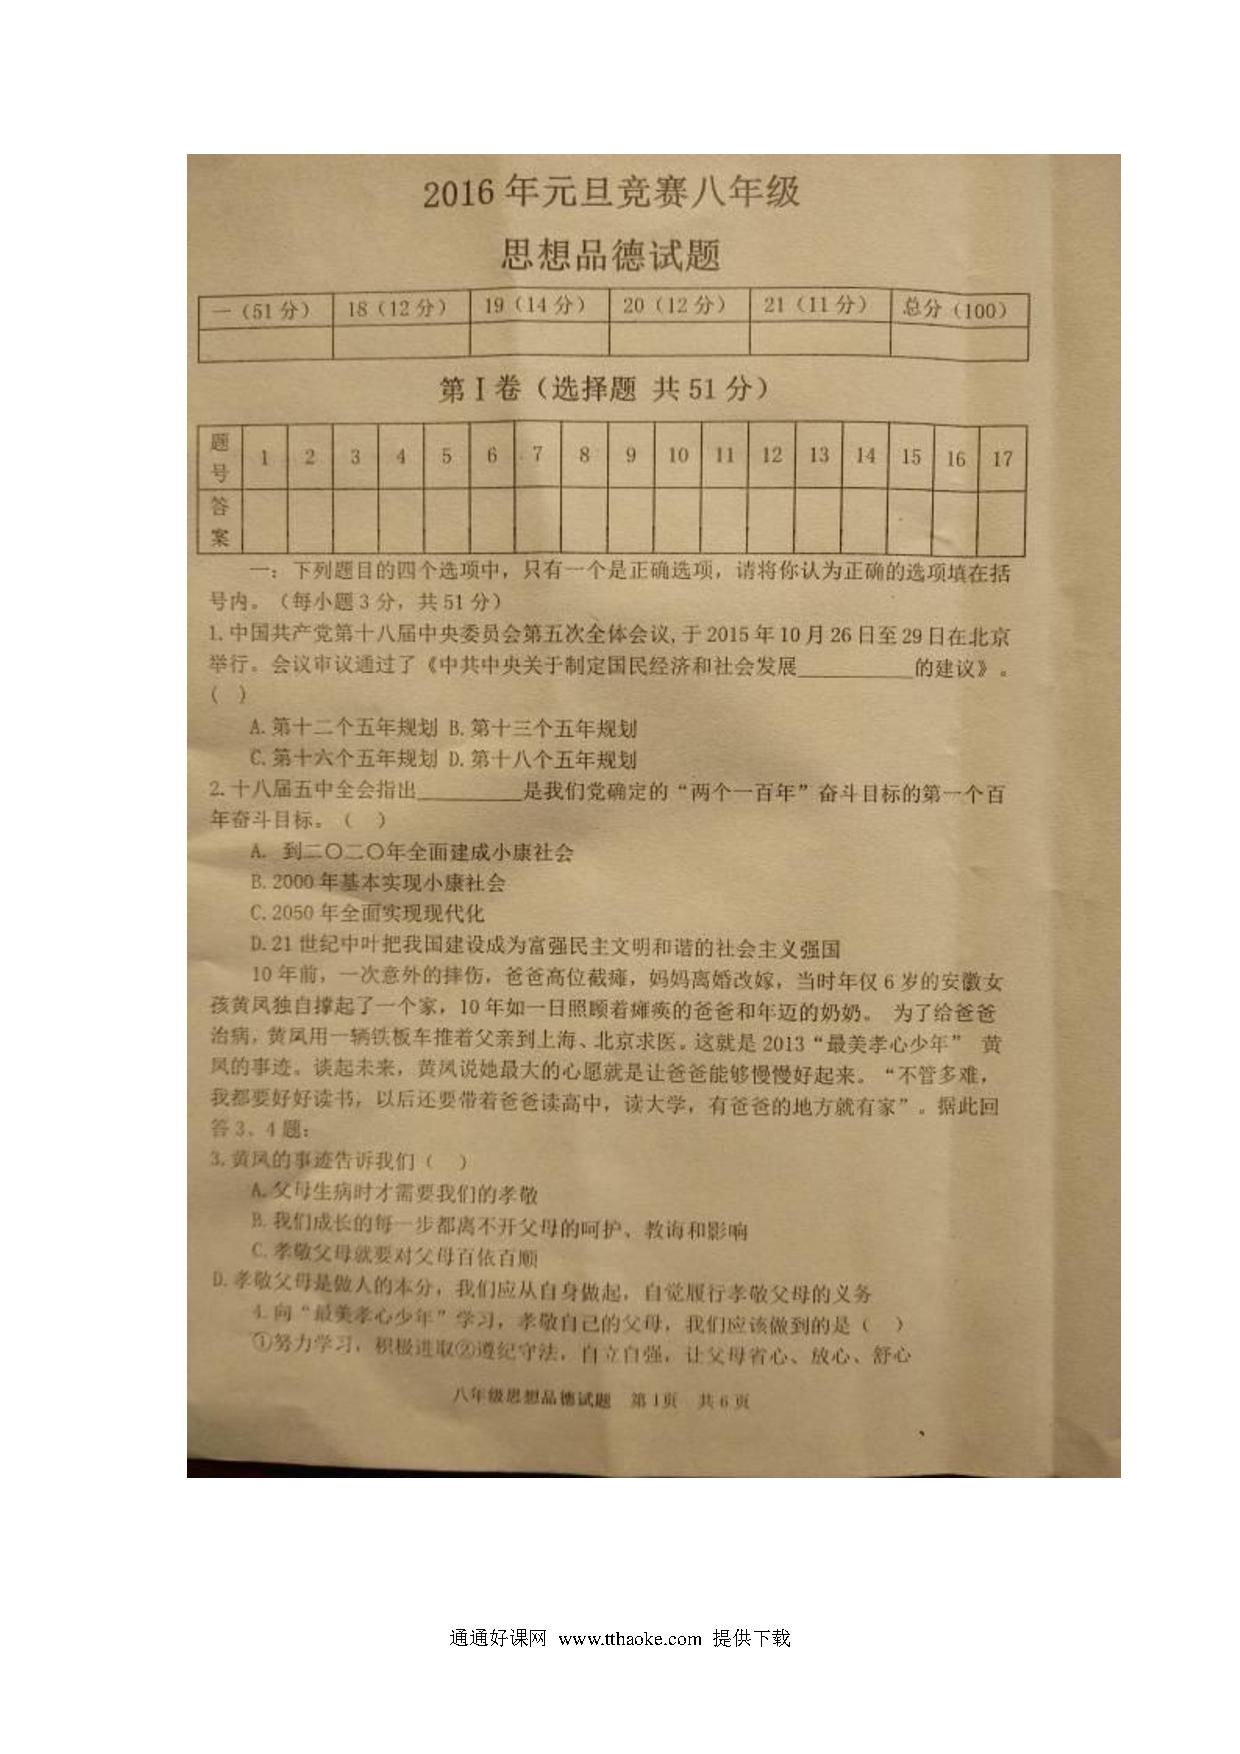 2016年元旦竞赛八年级
思想品德试题
一（51分） 18（12分） 19（14分） 20（12分） 21（11分） 总分（100）
第Ⅰ卷（选择题 共51分）
题号 1 2 3 4 5 6 7 8 9 10 11 12 13 14 15 16 17
答案
一：下列题目的四个选项中，只有一个是正确选项，请将你认为正确的选项填在括
号内。（每小题3分，共51分）
1.中国共产党第十八届中央委员会第五次全体会议,于2015年10月26日至29日在北京
举行。会议审议通过了《中共中央关于制定国民经济和社会发展__________的建议》。
（ ）
A.第十二个五年规划 B.第十三个五年规划
C.第十六个五年规划 D.第十八个五年规划
2.十八届五中全会指出__________是我们党确定的“两个一百年”奋斗目标的第一个百
年奋斗目标。（ ）
A. 到二〇二〇年全面建成小康社会
B.2000年基本实现小康社会
C.2050年全面实现现代化
D.21世纪中叶把我国建设成为富强民主文明和谐的社会主义强国
10年前，一次意外的摔伤，爸爸高位截瘫，妈妈离婚改嫁，当时年仅6岁的安徽女
孩黄凤独自撑起了一个家，10年如一日照顾着瘫痪的爸爸和年迈的奶奶。 为了给爸爸
治病，黄凤用一辆铁板车推着父亲到上海、北京求医。这就是2013“最美孝心少年” 黄
凤的事迹。谈起未来，黄凤说她最大的心愿就是让爸爸能够慢慢好起来。“不管多难，
我都要好好读书，以后还要带着爸爸读高中，读大学，有爸爸的地方就有家”。据此回
答3、4题：
3.黄凤的事迹告诉我们（ ）
A.父母生病时才需要我们的孝敬
B.我们成长的每一步都离不开父母的呵护、教诲和影响
C.孝敬父母就要对父母百依百顺
D.孝敬父母是做人的本分，我们应从自身做起，自觉履行孝敬父母的义务
4.向“最美孝心少年”学习，孝敬自己的父母，我们应该做到的是（ ）
①努力学习，积极进取②遵纪守法，自立自强，让父母省心、放心、舒心
八年级思想品德试题 第1页 共6页
通通好课网 www.tthaoke.com 提供下载